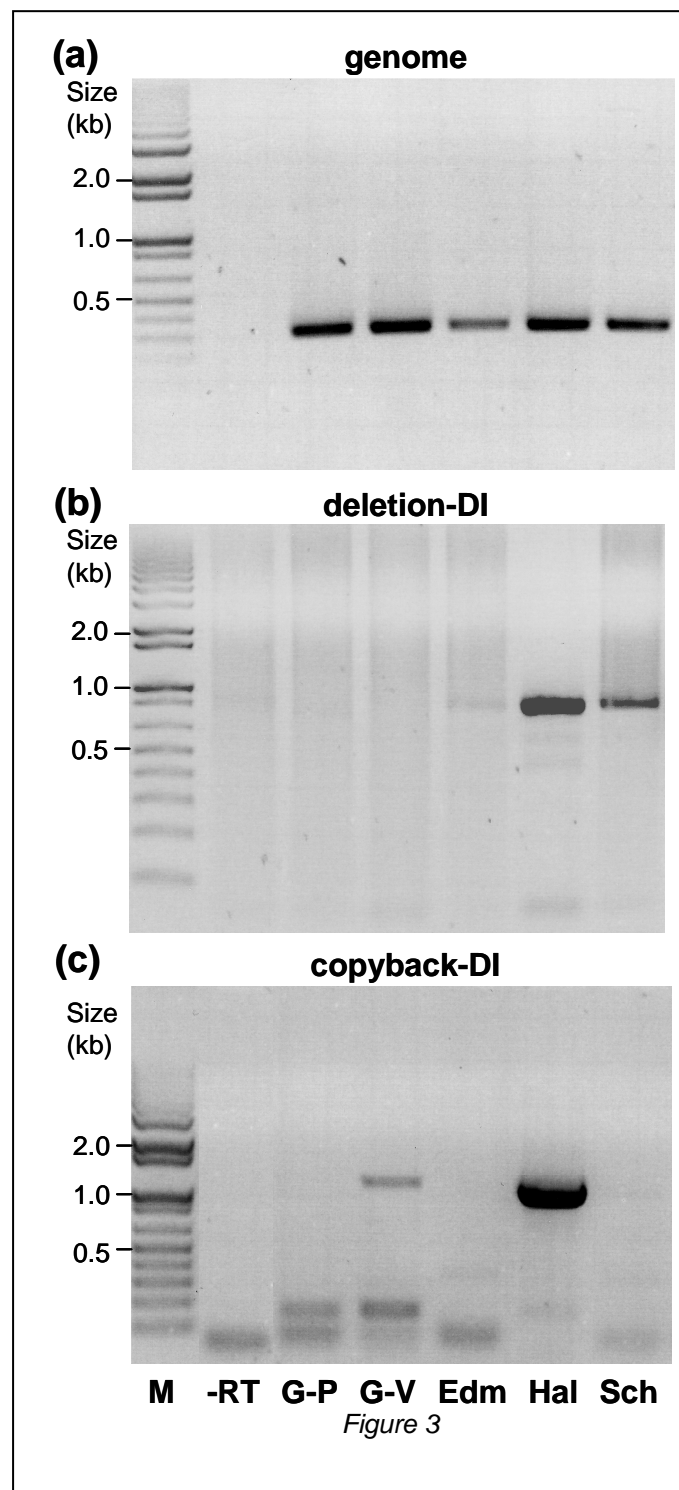 (a) genome
Size
(kb)
2.0
1.0
0.5
(b) deletion-DI
Size
(kb)
2.0
1.0
0.5
(c) copyback-DI
Size
(kb)
2.0
1.0
0.5
M -RT G-P G-V Edm Hal Sch
Figure 3